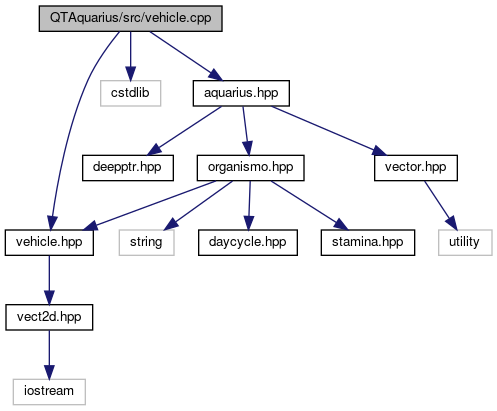 QTAquarius/src/vehicle.cpp
cstdlib
aquarius.hpp
deepptr.hpp
organismo.hpp
vector.hpp
vehicle.hpp
string
daycycle.hpp
stamina.hpp
utility
vect2d.hpp
iostream